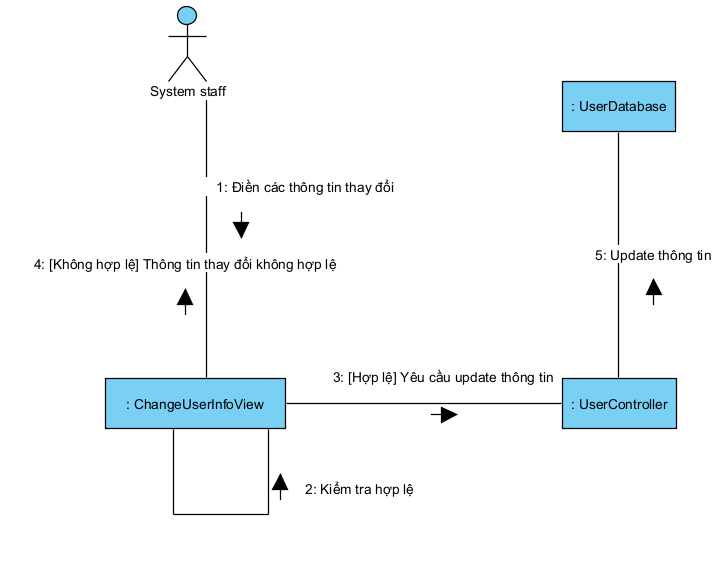 System staff
: UserDatabase
1: Điền các thông tin thay đổi
5: Update thông tin
4: [Không hợp lệ] Thông tin thay đổi không hợp lệ
3: [Hợp lệ] Yêu cầu update thông tin
: ChangeUserInfoView
: UserController
2: Kiểm tra hợp lệ